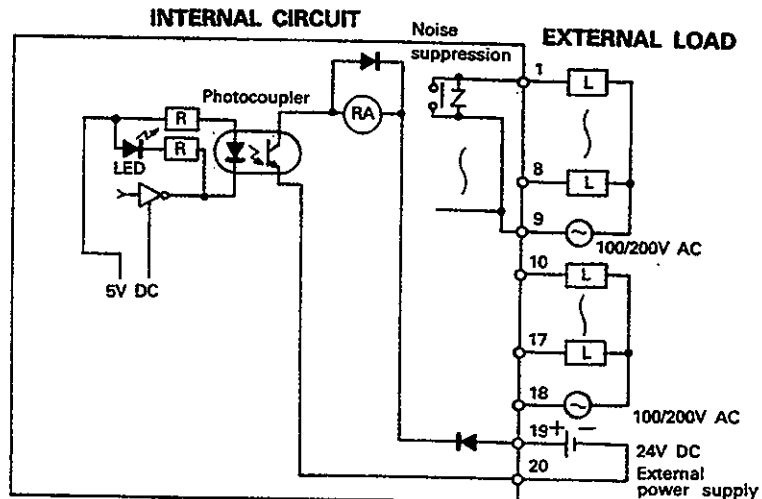 INTERNAL CIRCUIT
Noise
suppression
EXTERNAL LOAD
Photocoupler
R
RA
LED
R
5V DC
1
L
8
L
9
100/200V AC
10
L
17
L
18
100/200V AC
19
+
−
24V DC
20
External
power supply